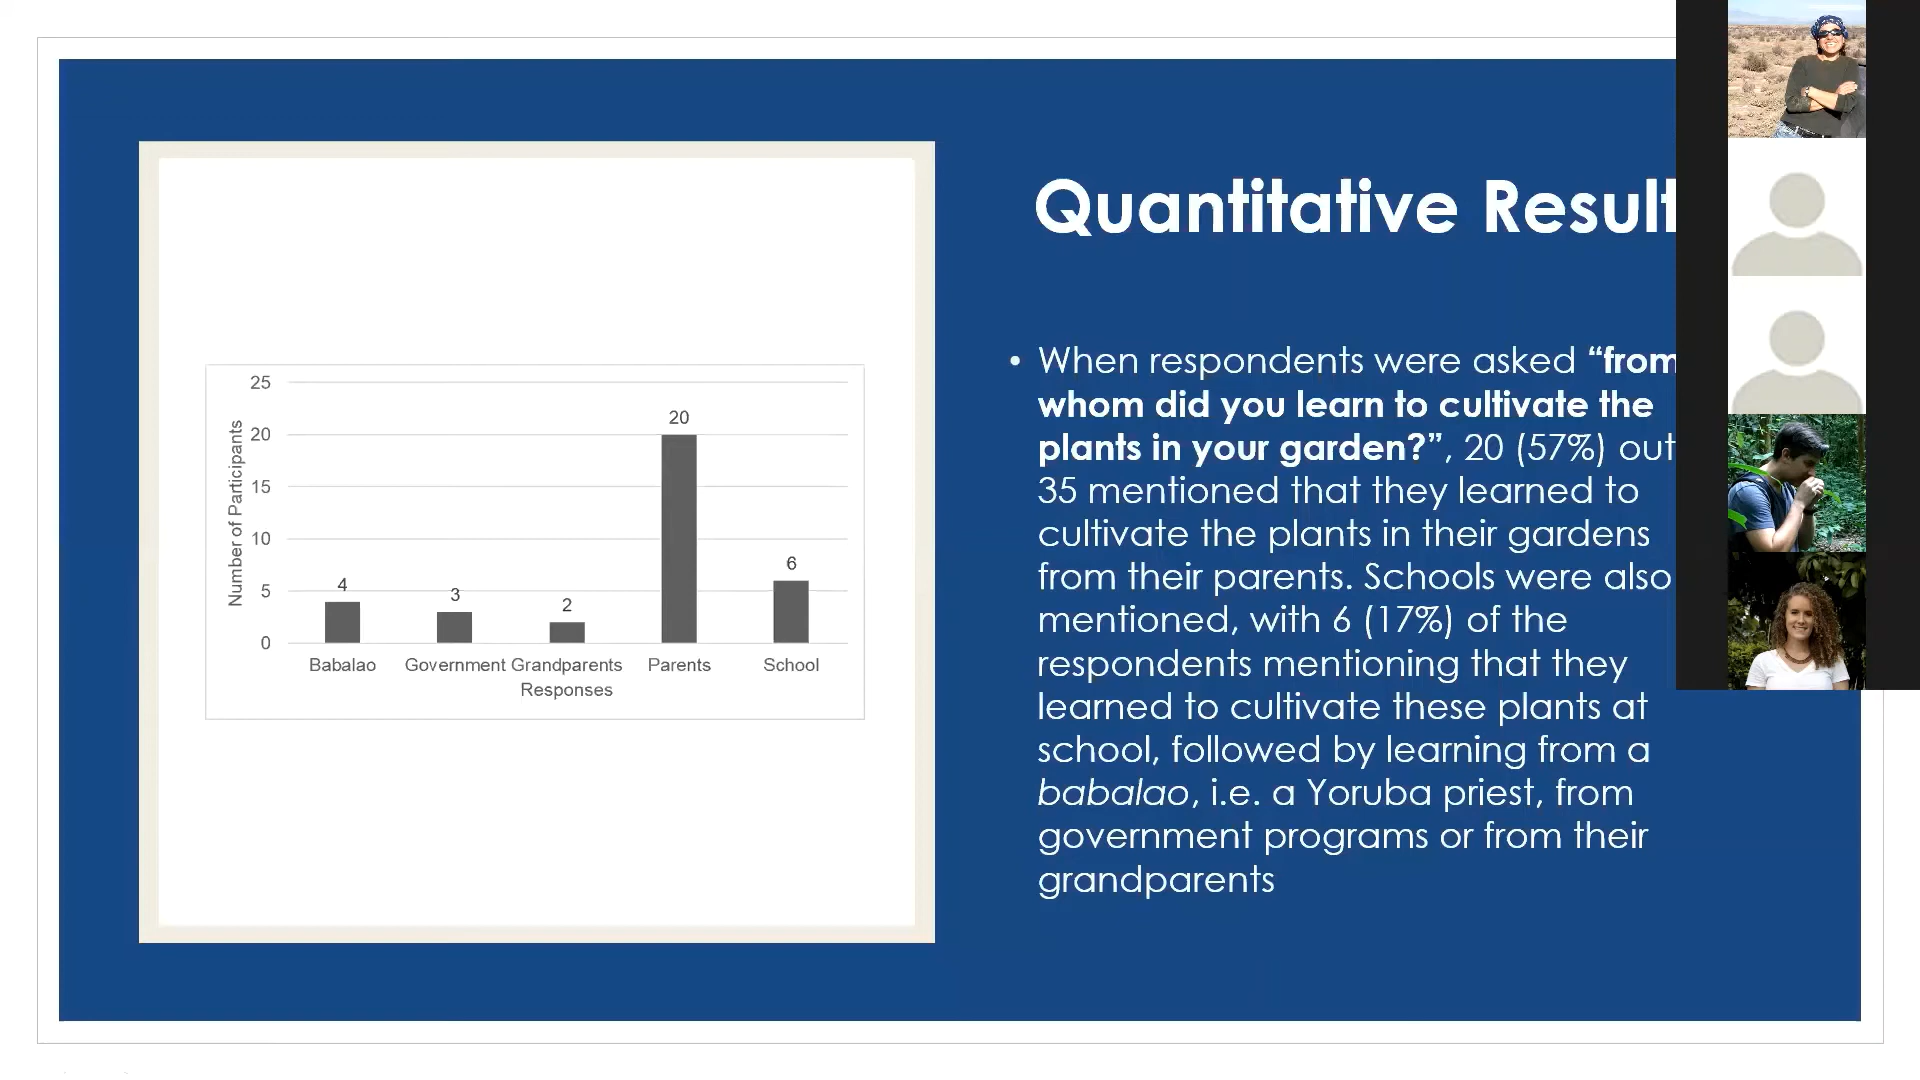 Quantitative Result
25
20
15
10
5
0
Number of Participants
4
3
2
20
6
Babalao Government Grandparents Parents School
Responses
• When respondents were asked “from
whom did you learn to cultivate the
plants in your garden?”, 20 (57%) out
35 mentioned that they learned to
cultivate the plants in their gardens
from their parents. Schools were also
mentioned, with 6 (17%) of the
respondents mentioning that they
learned to cultivate these plants at
school, followed by learning from a
babalao, i.e. a Yoruba priest, from
government programs or from their
grandparents